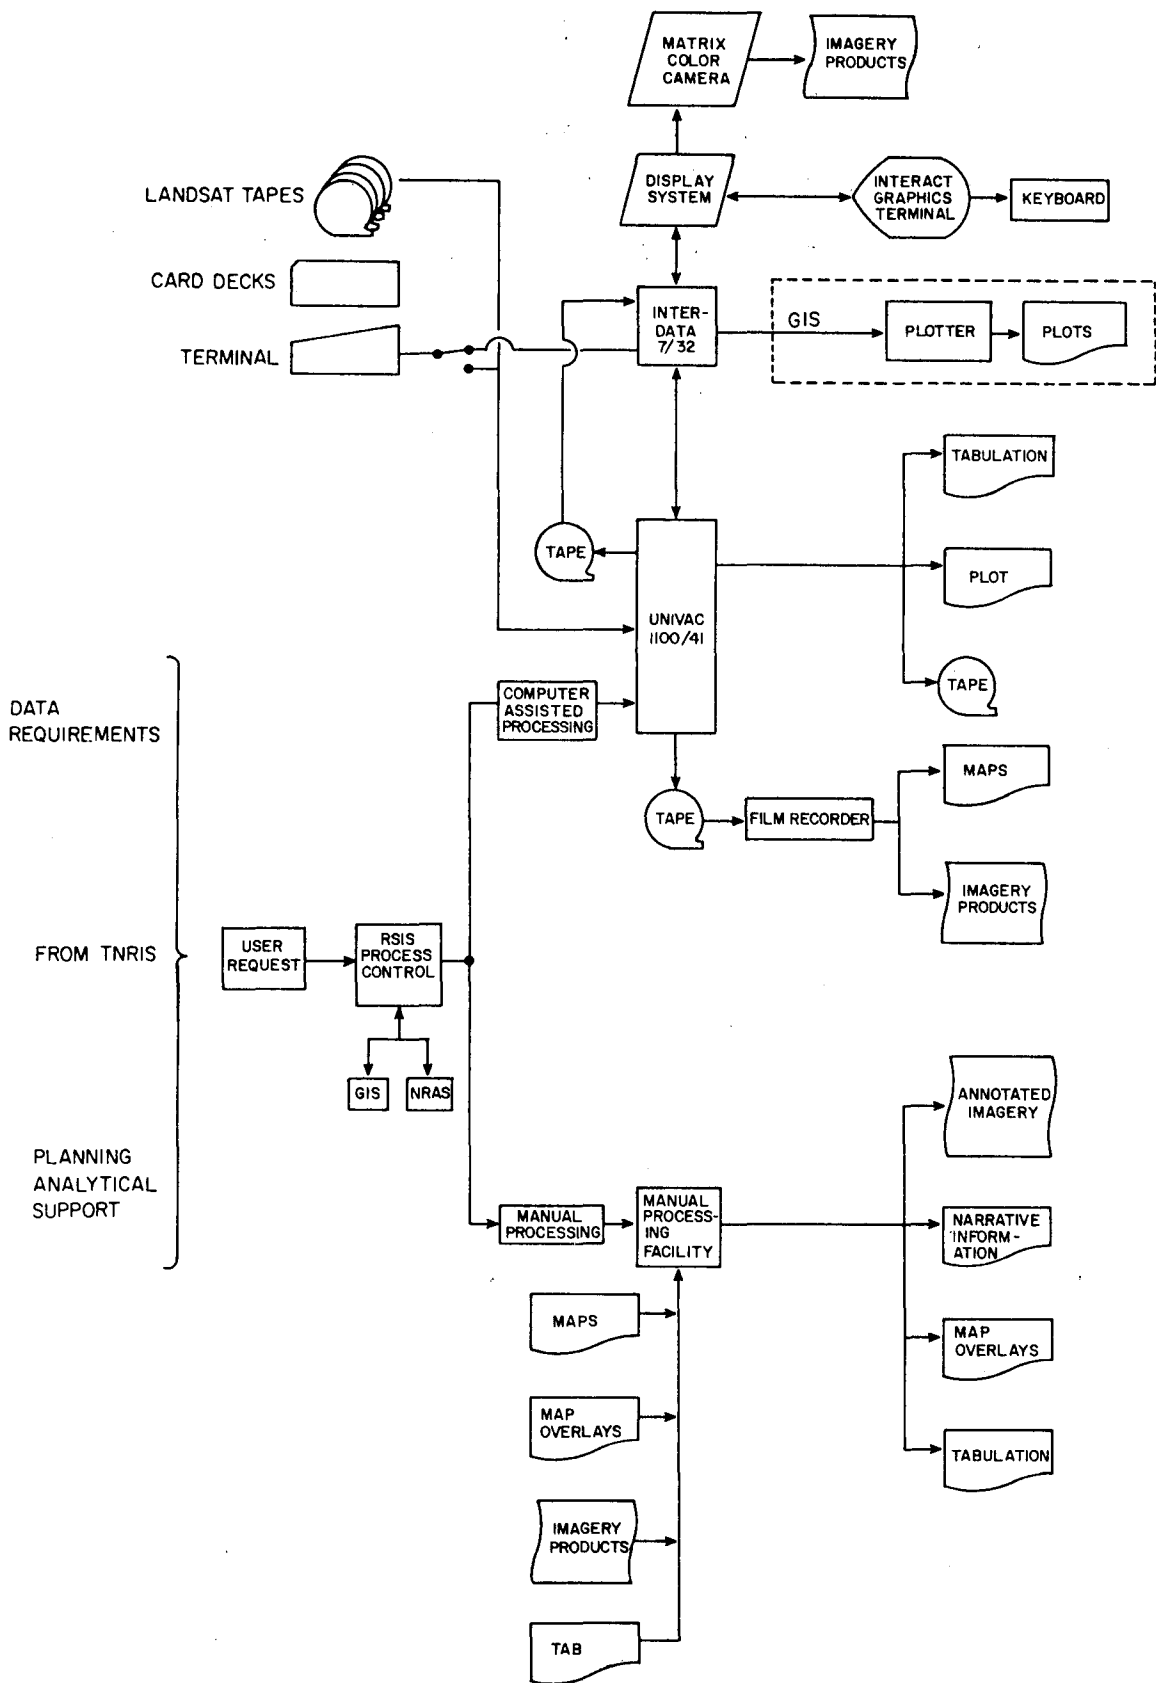 MATRIX
COLOR
CAMERA
IMAGERY
PRODUCTS
LANDSAT TAPES
DISPLAY
SYSTEM
INTERACT
GRAPHICS
TERMINAL
KEYBOARD
CARD DECKS
TERMINAL
INTER-
DATA
7/32
GIS
PLOTTER
PLOTS
TABULATION
TAPE
PLOT
UNIVAC
1100/41
TAPE
COMPUTER
ASSISTED
PROCESSING
DATA
REQUIREMENTS
MAPS
TAPE
FILM RECORDER
IMAGERY
PRODUCTS
FROM TNRIS
USER
REQUEST
RSIS
PROCESS
CONTROL
GIS
NRAS
ANNOTATED
IMAGERY
PLANNING
ANALYTICAL
SUPPORT
MANUAL
PROCESSING
MANUAL
PROCESS-
ING
FACILITY
NARRATIVE
INFORM-
ATION
MAPS
MAP
OVERLAYS
MAP
OVERLAYS
TABULATION
IMAGERY
PRODUCTS
TAB